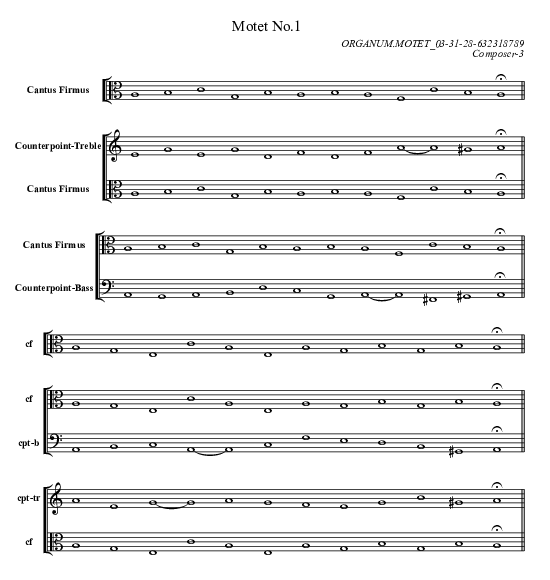 Motet No.1
ORGANUM.MOTET_03-31-28-632318789
Composer-3
Cantus Firmus
Counterpoint-Treble
Cantus Firmus
Cantus Firmus
Counterpoint-Bass
cf
cf
cpt-b
cpt-tr
cf